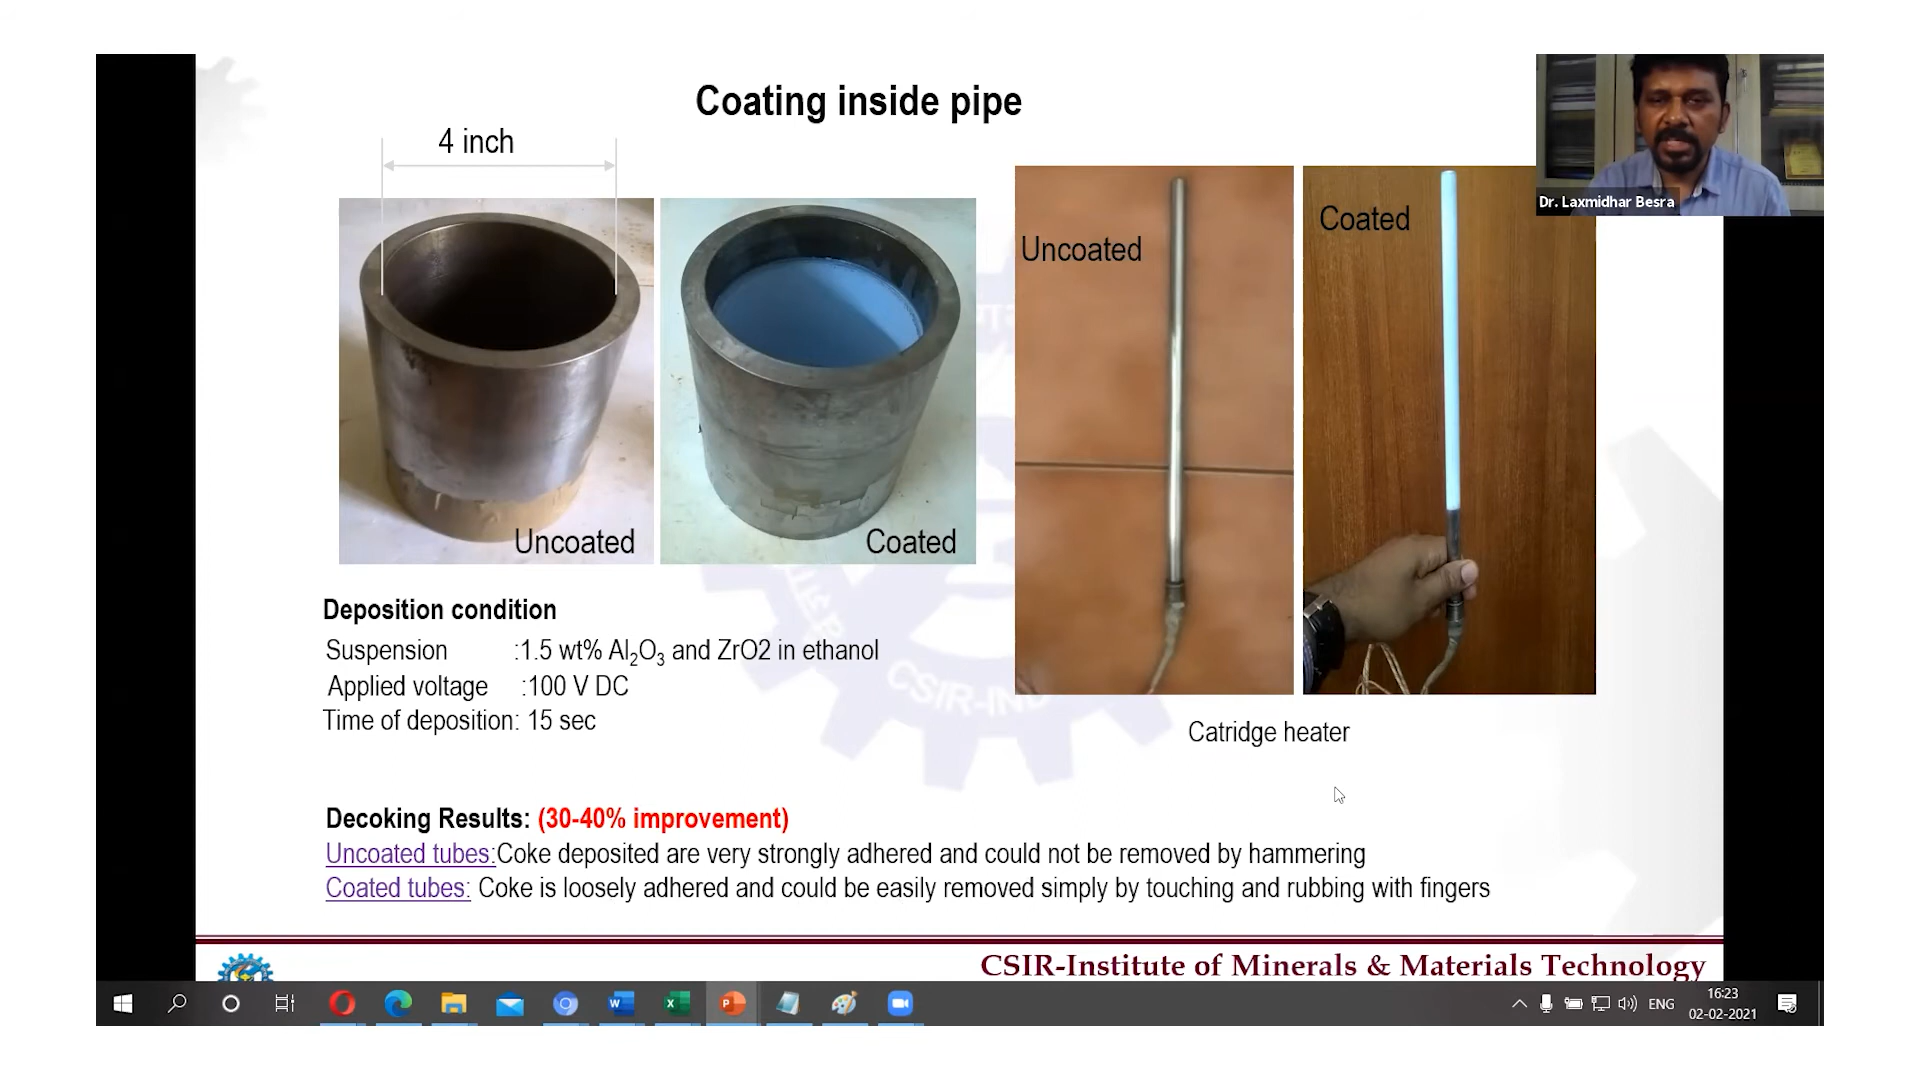 Coating inside pipe
4 inch
Uncoated
Coated
Uncoated
Coated
Dr. Laxmidhar Besra
Catridge heater
Deposition condition
Suspension :1.5 wt% Al₂O₃ and ZrO2 in ethanol
Applied voltage :100 V DC
Time of deposition: 15 sec
Decoking Results: (30-40% improvement)
Uncoated tubes:Coke deposited are very strongly adhered and could not be removed by hammering
Coated tubes: Coke is loosely adhered and could be easily removed simply by touching and rubbing with fingers
CSIR-IN
CSIR-Institute of Minerals & Materials Technology
ENG
16:23
02-02-2021